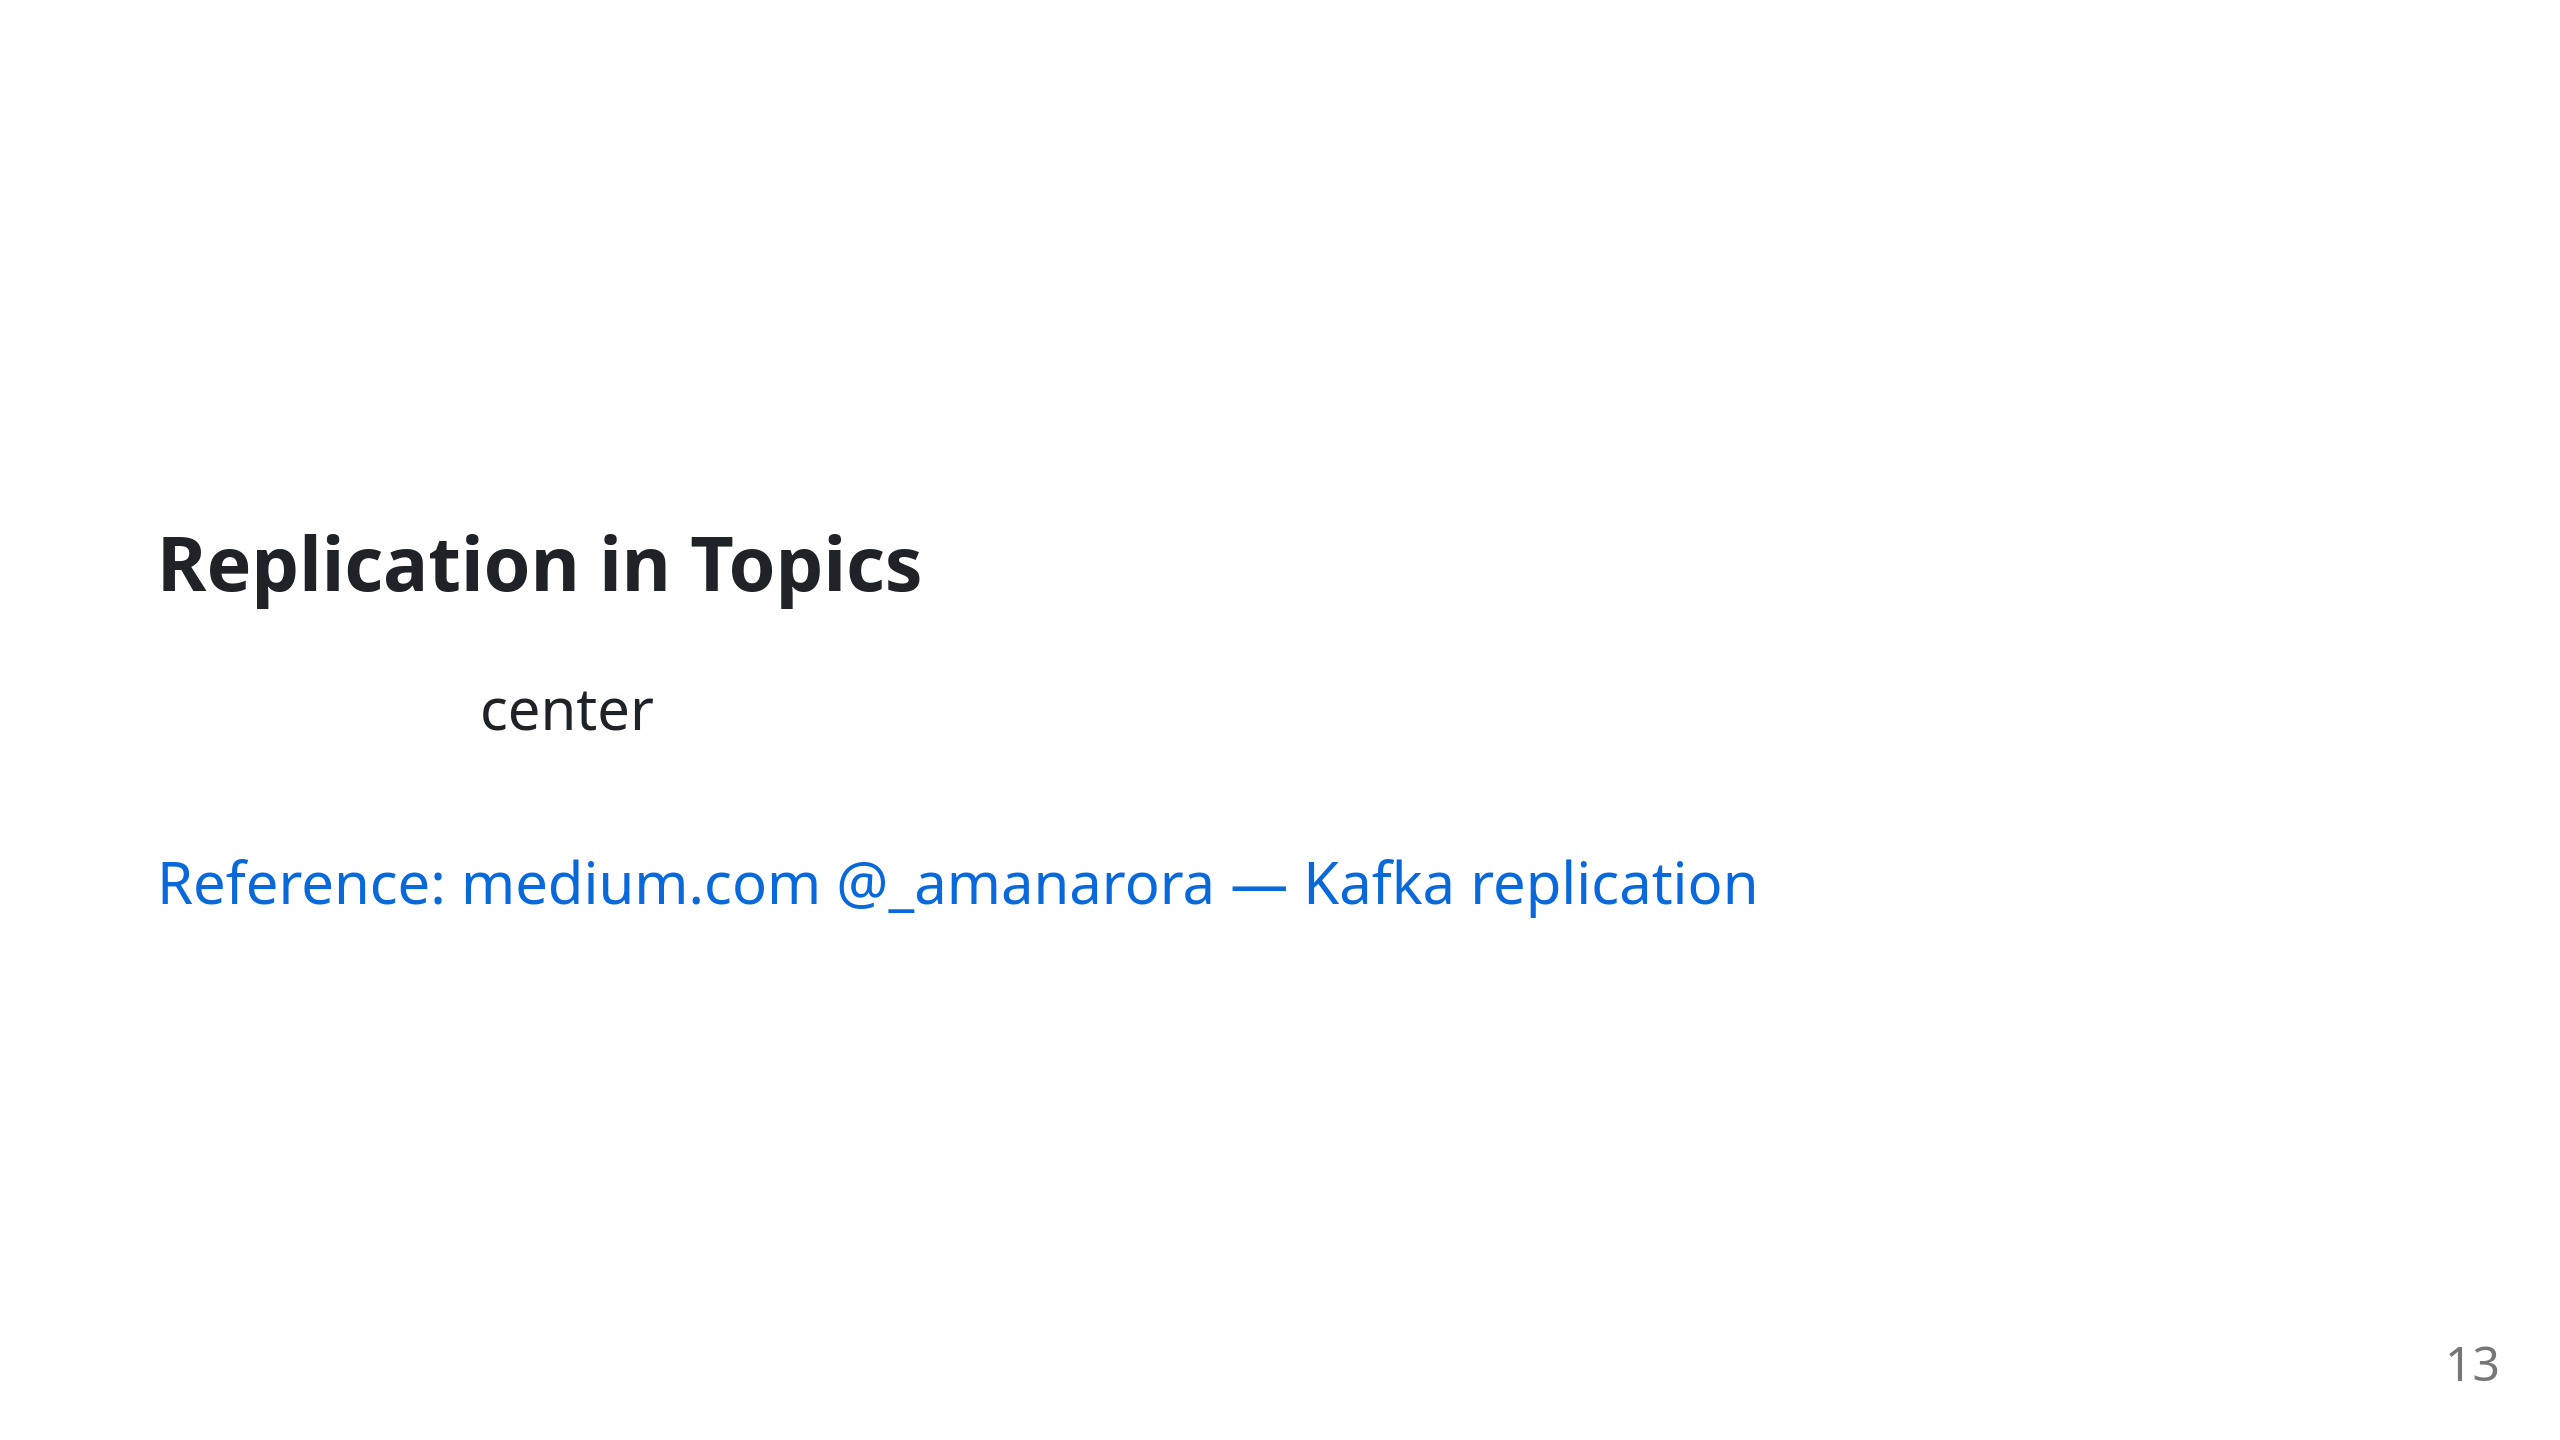 Replication in Topics
center
Reference: medium.com @_amanarora — Kafka replication
13